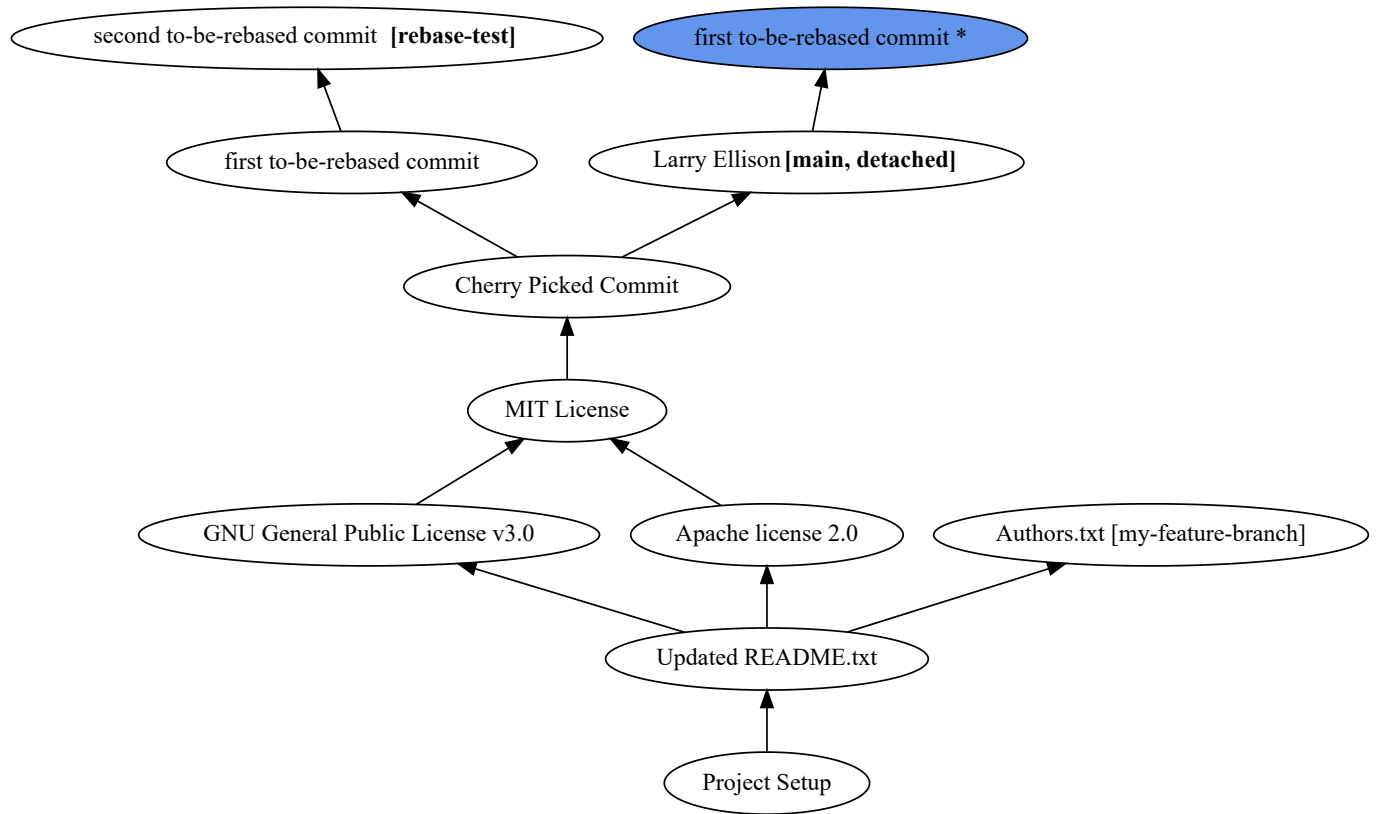 second to-be-rebased commit [rebase-test]
first to-be-rebased commit *
first to-be-rebased commit
Larry Ellison [main, detached]
Cherry Picked Commit
MIT License
GNU General Public License v3.0
Apache license 2.0
Authors.txt [my-feature-branch]
Updated README.txt
Project Setup